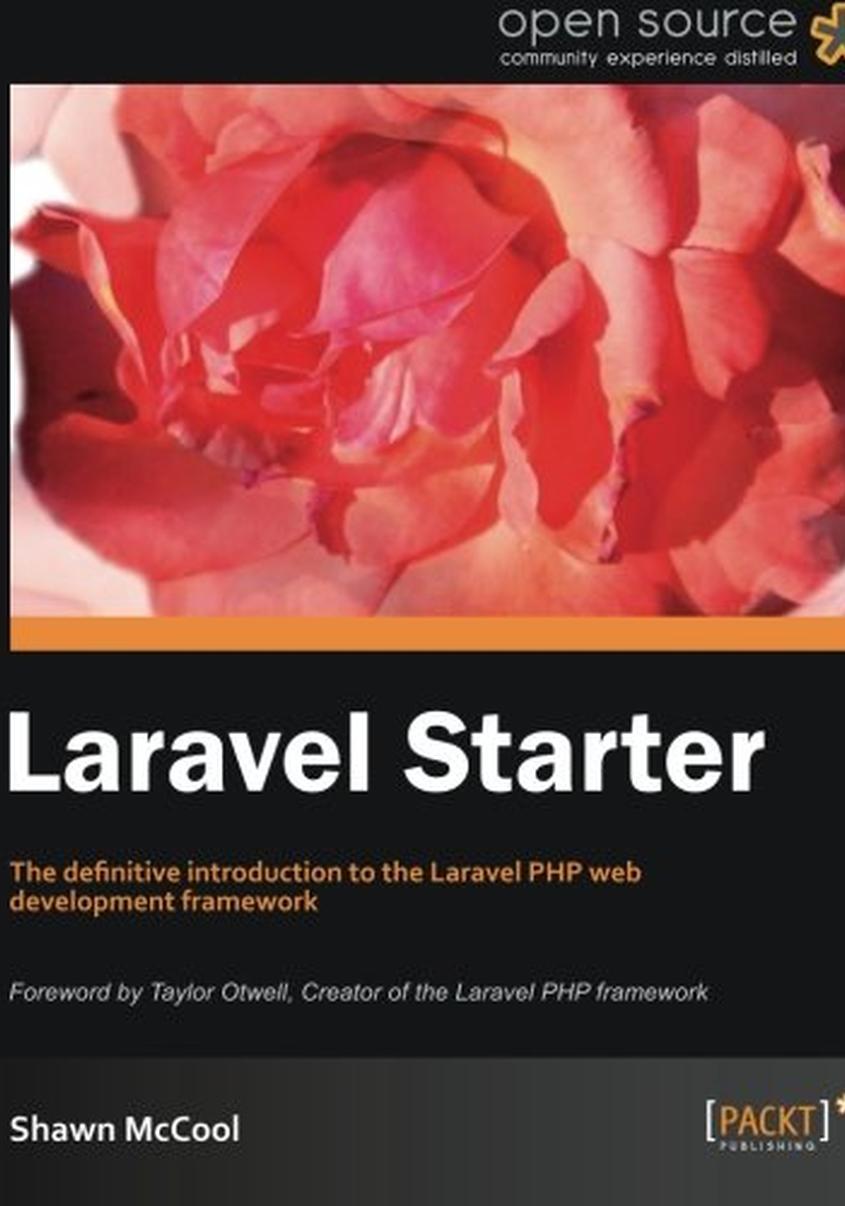 open source
community experience distilled
Laravel Starter
The definitive introduction to the Laravel PHP web
development framework
Foreword by Taylor Otwell, Creator of the Laravel PHP framework
Shawn McCool
[PACKT]
PUBLISHING